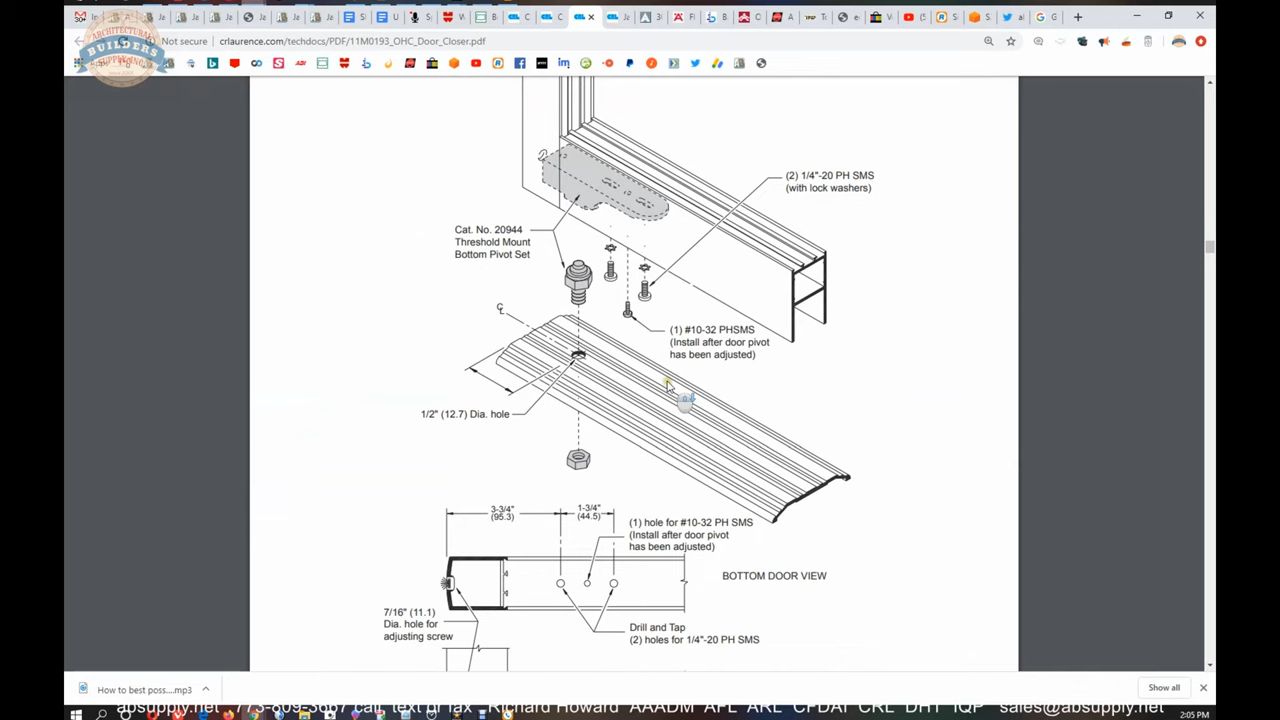 ARCHITECTURAL
BUILDERS
SUPPLY INC.
Not secure
crlaurence.com/techdocs/PDF/11M0193_OHC_Door_Closer.pdf
(2) 1/4"-20 PH SMS
(with lock washers)
Cat. No. 20944
Threshold Mount
Bottom Pivot Set
(1) #10-32 PHSMS
(Install after door pivot
has been adjusted)
1/2" (12.7) Dia. hole
3-3/4"
(95.3)
1-3/4"
(44.5)
(1) hole for #10-32 PH SMS
(Install after door pivot
has been adjusted)
BOTTOM DOOR VIEW
7/16" (11.1)
Dia. hole for
adjusting screw
Drill and Tap
(2) holes for 1/4"-20 PH SMS
How to best poss....mp3
Show all
absupply.net 773-809-3667 call, text or fax Richard Howard AAADM AFL ARL CFDAI CRL DHT IQP sales@absupply.net
2:05 PM